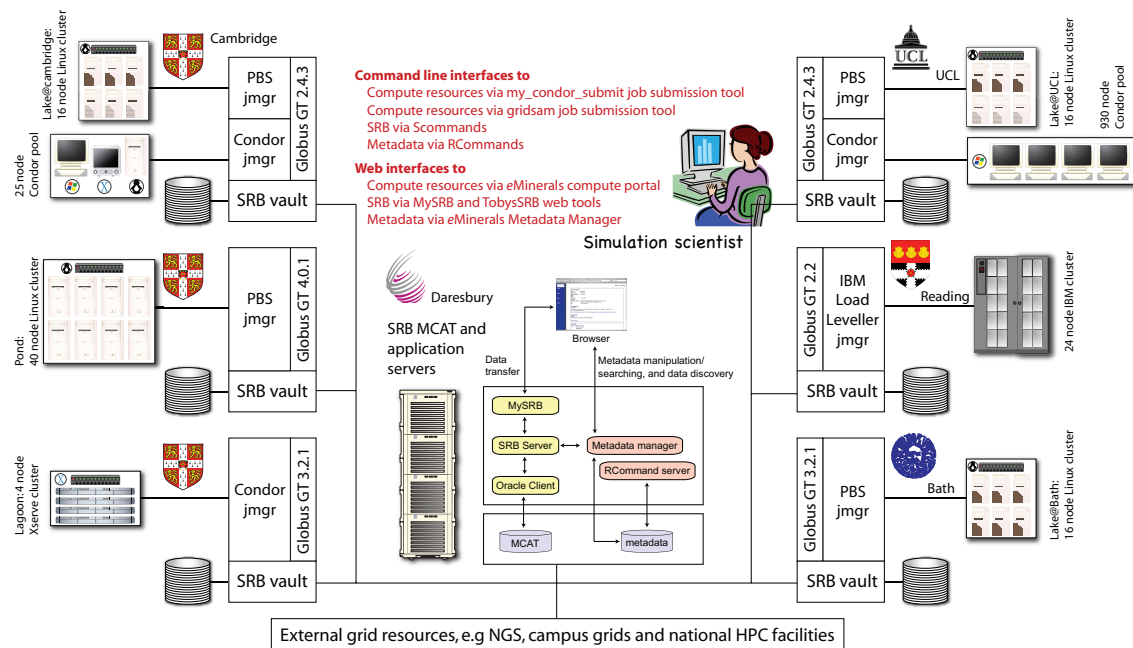 Lake@cambridge:
16 node Linux cluster
Cambridge
PBS
jmgr
Globus GT 2.4.3
Condor
jmgr
25 node
Condor pool
SRB vault
Pond:
40 node Linux cluster
PBS
jmgr
Globus GT 4.0.1
SRB vault
Lagoon:4 node
Xserve cluster
Condor
jmgr
Globus GT 3.2.1
SRB vault
Command line interfaces to
Compute resources via my_condor_submit job submission tool
Compute resources via gridsam job submission tool
SRB via Scommands
Metadata via RCommands
Web interfaces to
Compute resources via eMinerals compute portal
SRB via MySRB and TobysSRB web tools
Metadata via eMinerals Metadata Manager
Simulation scientist
Daresbury
SRB MCAT and
application
servers
Browser
Data
transfer
Metadata manipulation/
searching, and data discovery
MySRB
SRB Server
Metadata manager
RCommand server
Oracle Client
MCAT
metadata
UCL
UCL
Globus GT 2.4.3
PBS
jmgr
Condor
jmgr
SRB vault
Lake@UCL:
16 node Linux cluster
930 node
Condor pool
Globus GT 2.2
IBM
Load
Leveller
jmgr
SRB vault
Reading
24 node IBM cluster
Globus GT 3.2.1
PBS
jmgr
SRB vault
Bath
Lake@Bath:
16 node Linux cluster
External grid resources, e.g NGS, campus grids and national HPC facilities